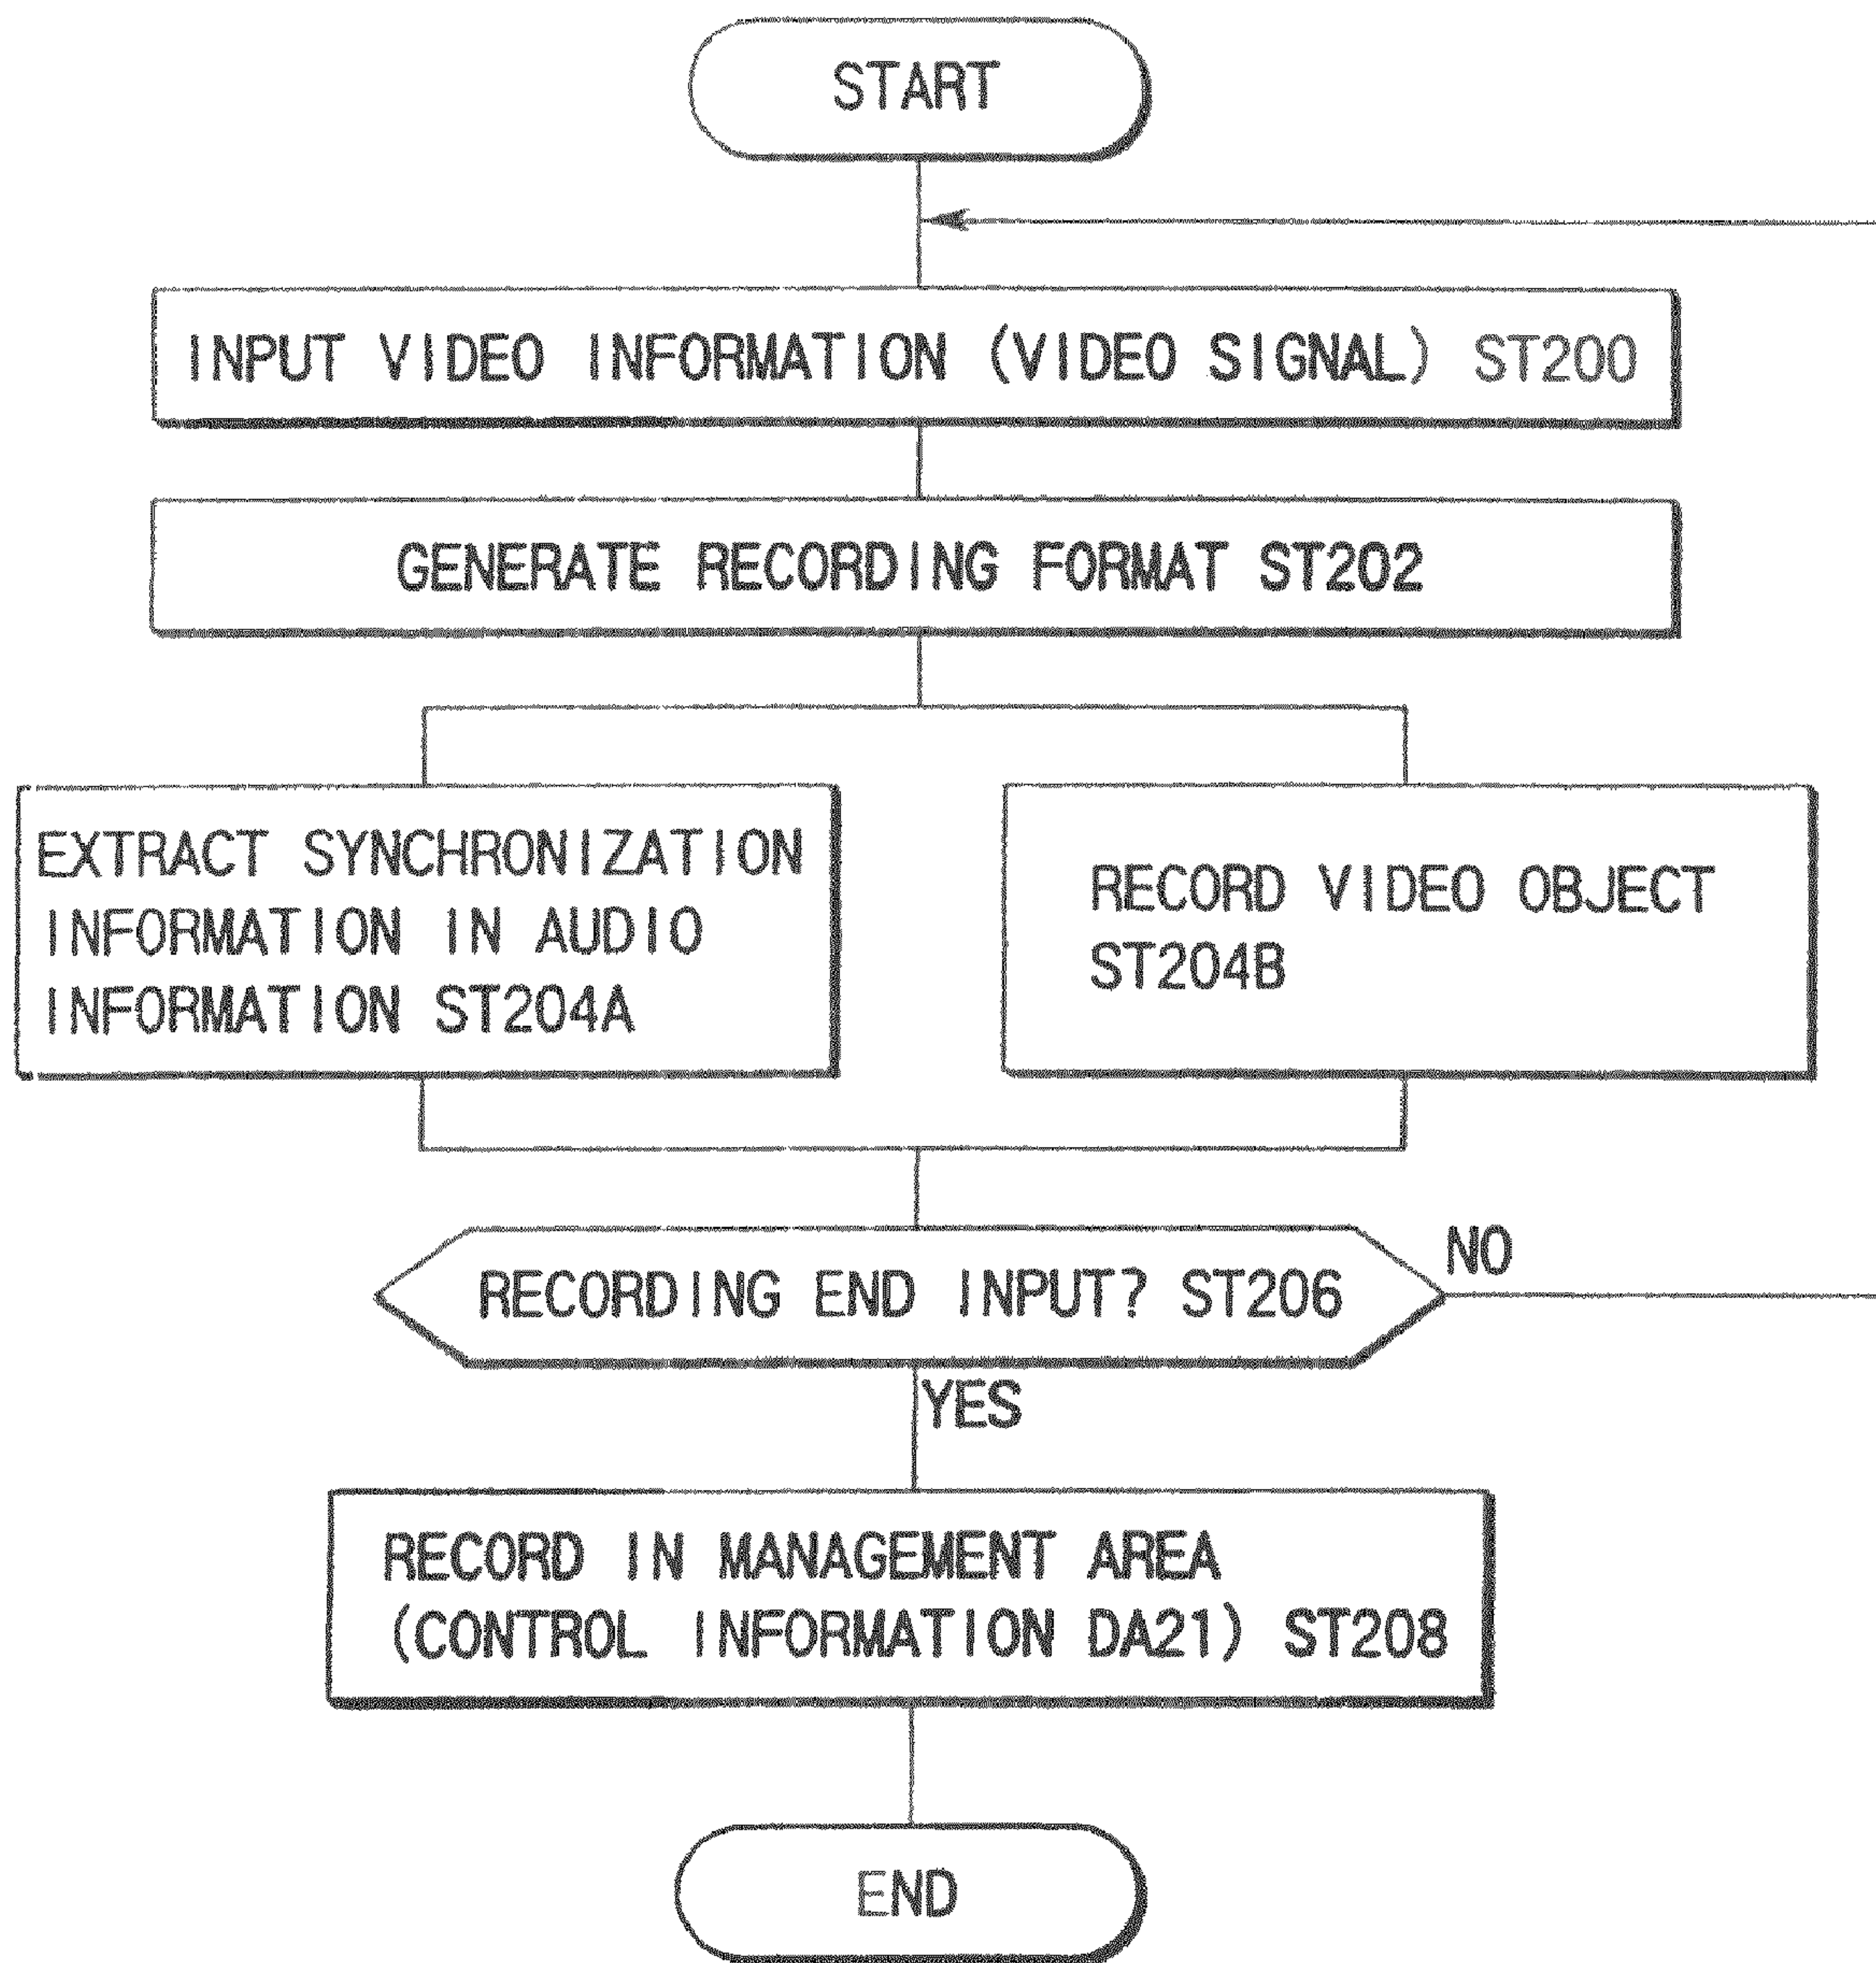 START
INPUT VIDEO INFORMATION (VIDEO SIGNAL) ST200
GENERATE RECORDING FORMAT ST202
EXTRACT SYNCHRONIZATION
INFORMATION IN AUDIO
INFORMATION ST204A
RECORD VIDEO OBJECT
ST204B
RECORDING END INPUT? ST206
NO
YES
RECORD IN MANAGEMENT AREA
(CONTROL INFORMATION DA21) ST208
END